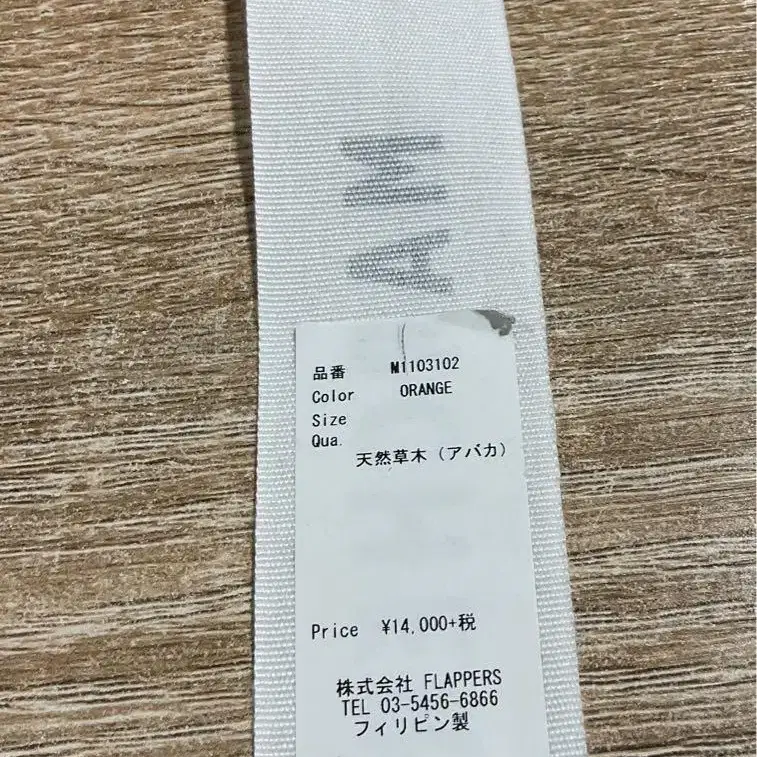 MA
品番 M1103102
Color ORANGE
Size
Qua.
天然草木（アバカ）
Price ¥14,000+税
株式会社 FLAPPERS
TEL 03-5456-6866
フィリピン製